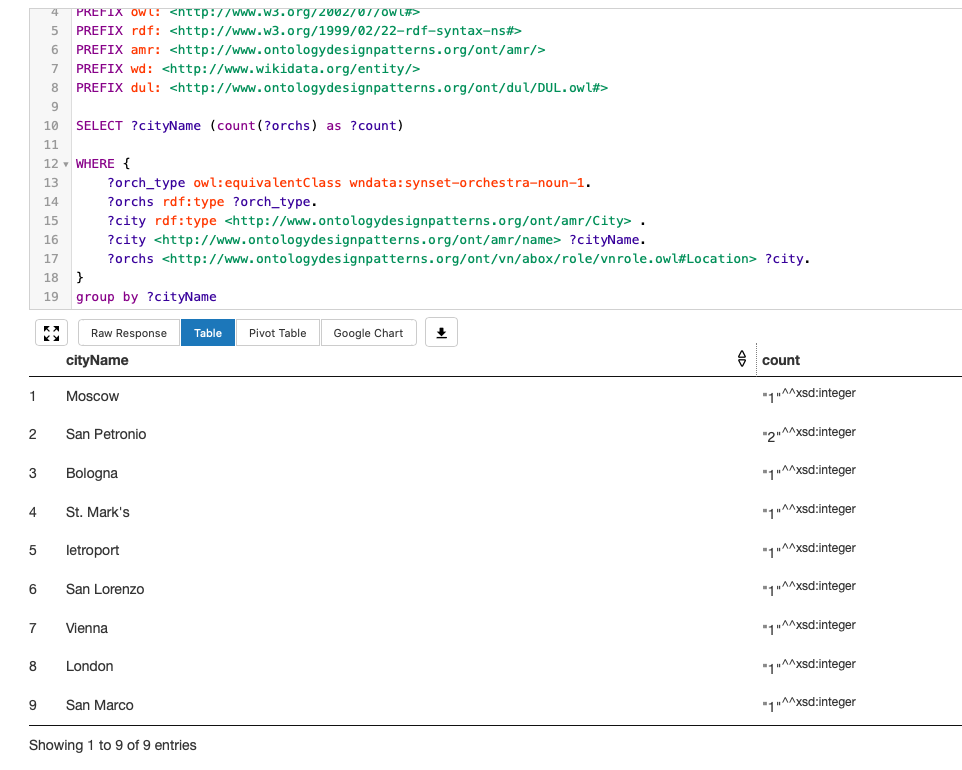 4 PREFIX owl: <http://www.w3.org/2002/07/owl#>
5 PREFIX rdf: <http://www.w3.org/1999/02/22-rdf-syntax-ns#>
6 PREFIX amr: <https://www.ontologydesignpatterns.org/ont/amr/>
7 PREFIX wd: <http://www.wikidata.org/entity/>
8 PREFIX dul: <http://www.ontologydesignpatterns.org/ont/dul/DUL.owl#>
9
10 SELECT ?cityName (count(?orchs) as ?count)
11
12 WHERE {
13 ?orch_type owl:equivalentClass wndata:synset-orchestra-noun-1.
14 ?orchs rdf:type ?orch_type.
15 ?city rdf:type <http://www.ontologydesignpatterns.org/ont/amr/City> .
16 ?city <https://www.ontologydesignpatterns.org/ont/amr/name> ?cityName.
17 ?orchs <http://www.ontologydesignpatterns.org/ont/vn/abox/role/vnrole.owl#Location> ?city.
18 }
19 group by ?cityName
Raw Response Table Pivot Table Google Chart
cityName count
1 Moscow "1"^^xsd:integer
2 San Petronio "2"^^xsd:integer
3 Bologna "1"^^xsd:integer
4 St. Mark's "1"^^xsd:integer
5 letroport "1"^^xsd:integer
6 San Lorenzo "1"^^xsd:integer
7 Vienna "1"^^xsd:integer
8 London "1"^^xsd:integer
9 San Marco "1"^^xsd:integer
Showing 1 to 9 of 9 entries